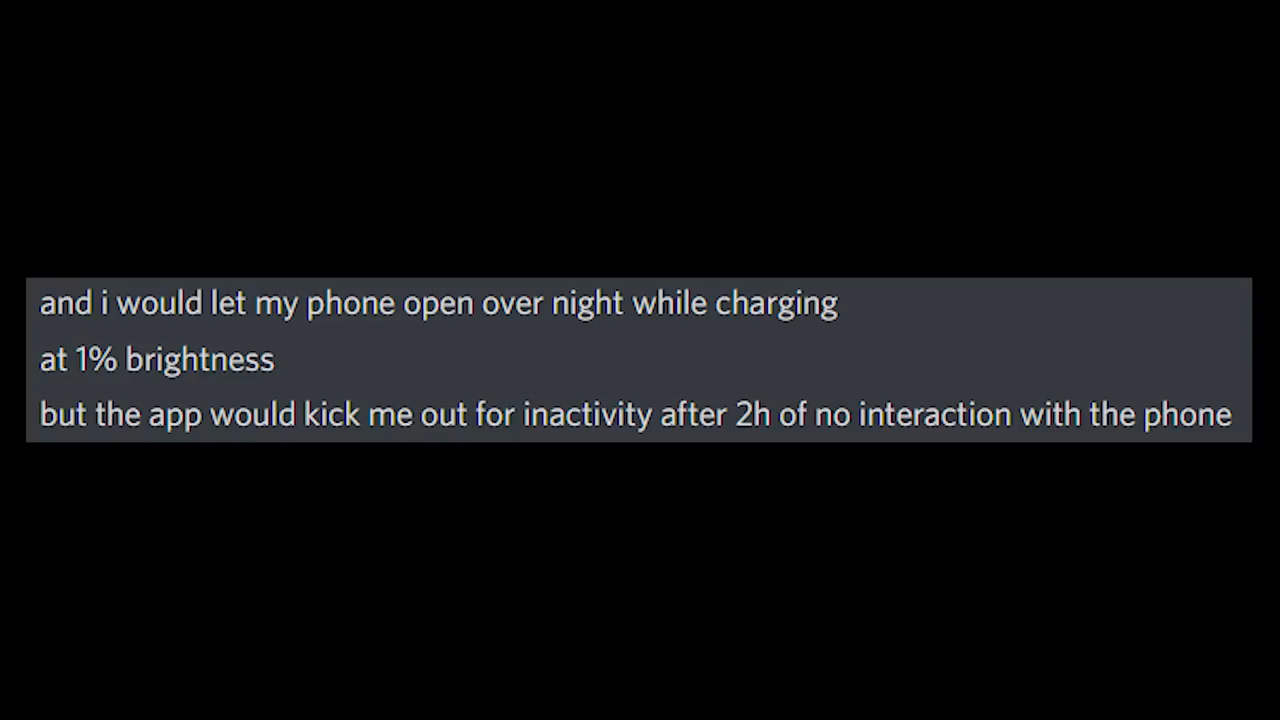 and i would let my phone open over night while charging
at 1% brightness
but the app would kick me out for inactivity after 2h of no interaction with the phone